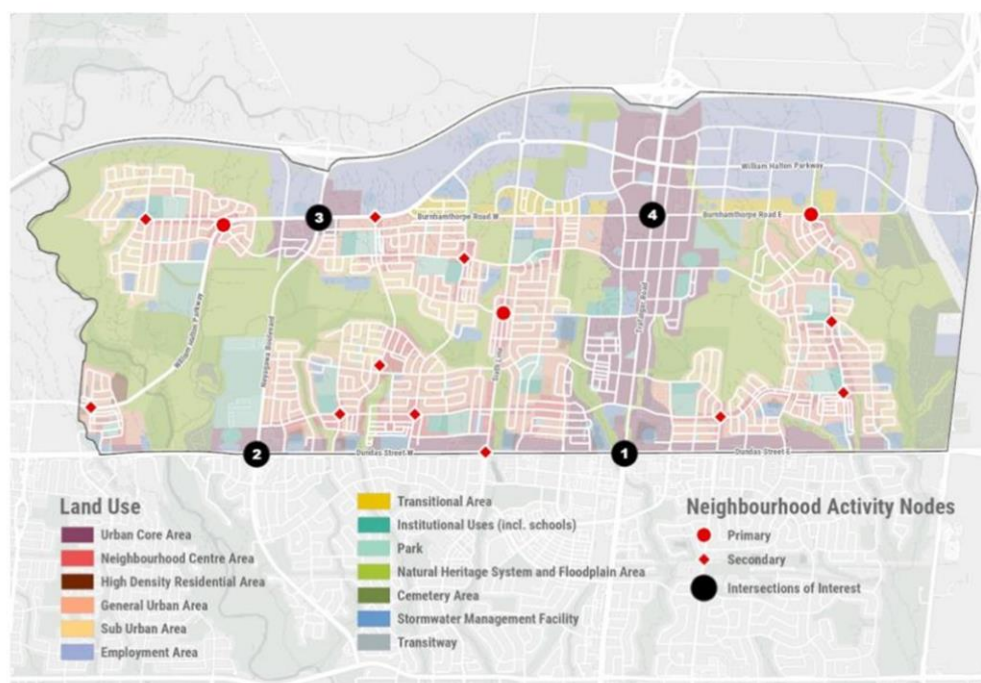 William Halton Parkway
3
4
Burnhamthorpe Road W
Burnhamthorpe Road E
William Halton Parkway
Neyagawa Boulevard
Sixth Line
Trafalgar Road
2
1
Dundas Street W
Dundas Street E
Land Use
Urban Core Area
Neighbourhood Centre Area
High Density Residential Area
General Urban Area
Sub Urban Area
Employment Area
Transitional Area
Institutional Uses (incl. schools)
Park
Natural Heritage System and Floodplain Area
Cemetery Area
Stormwater Management Facility
Transitway
Neighbourhood Activity Nodes
Primary
Secondary
Intersections of Interest